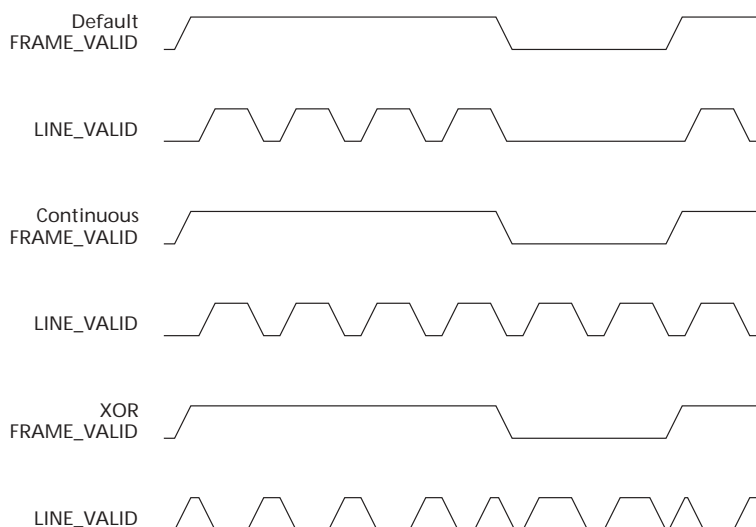 Default
FRAME_VALID
LINE_VALID
Continuous
FRAME_VALID
LINE_VALID
XOR
FRAME_VALID
LINE_VALID